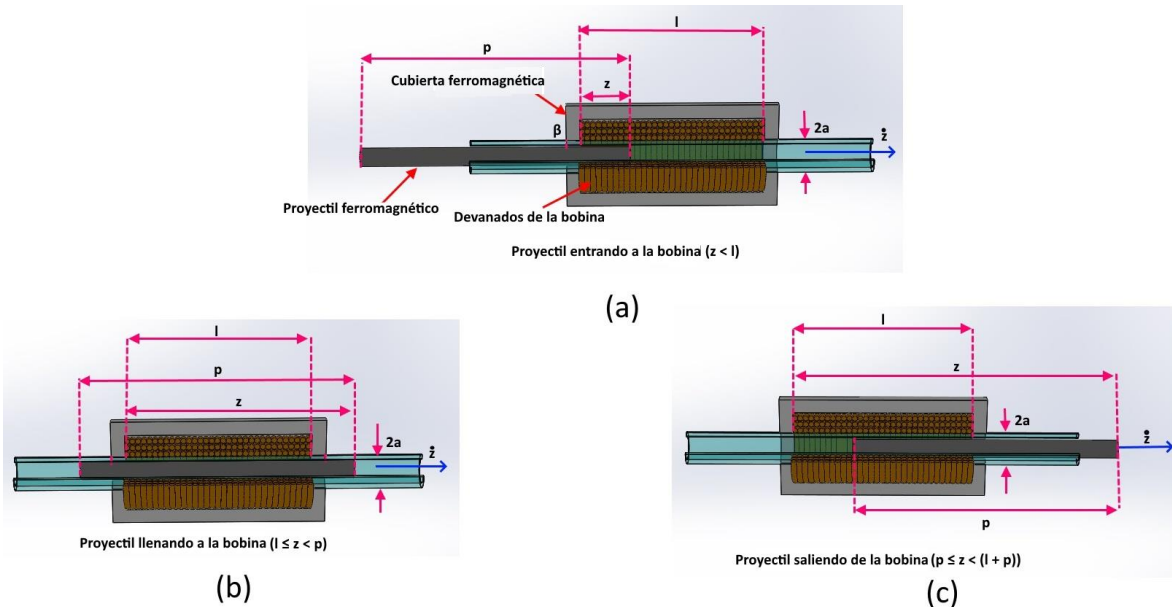 l
p
Cubierta ferromagnética
z
β
2a
ż
Proyectil ferromagnético
Devanados de la bobina
Proyectil entrando a la bobina (z < l)
(a)
l
p
z
2a
ż
Proyectil llenando a la bobina (l ≤ z < p)
(b)
l
z
2a
ż
p
Proyectil saliendo de la bobina (p ≤ z < (l + p))
(c)